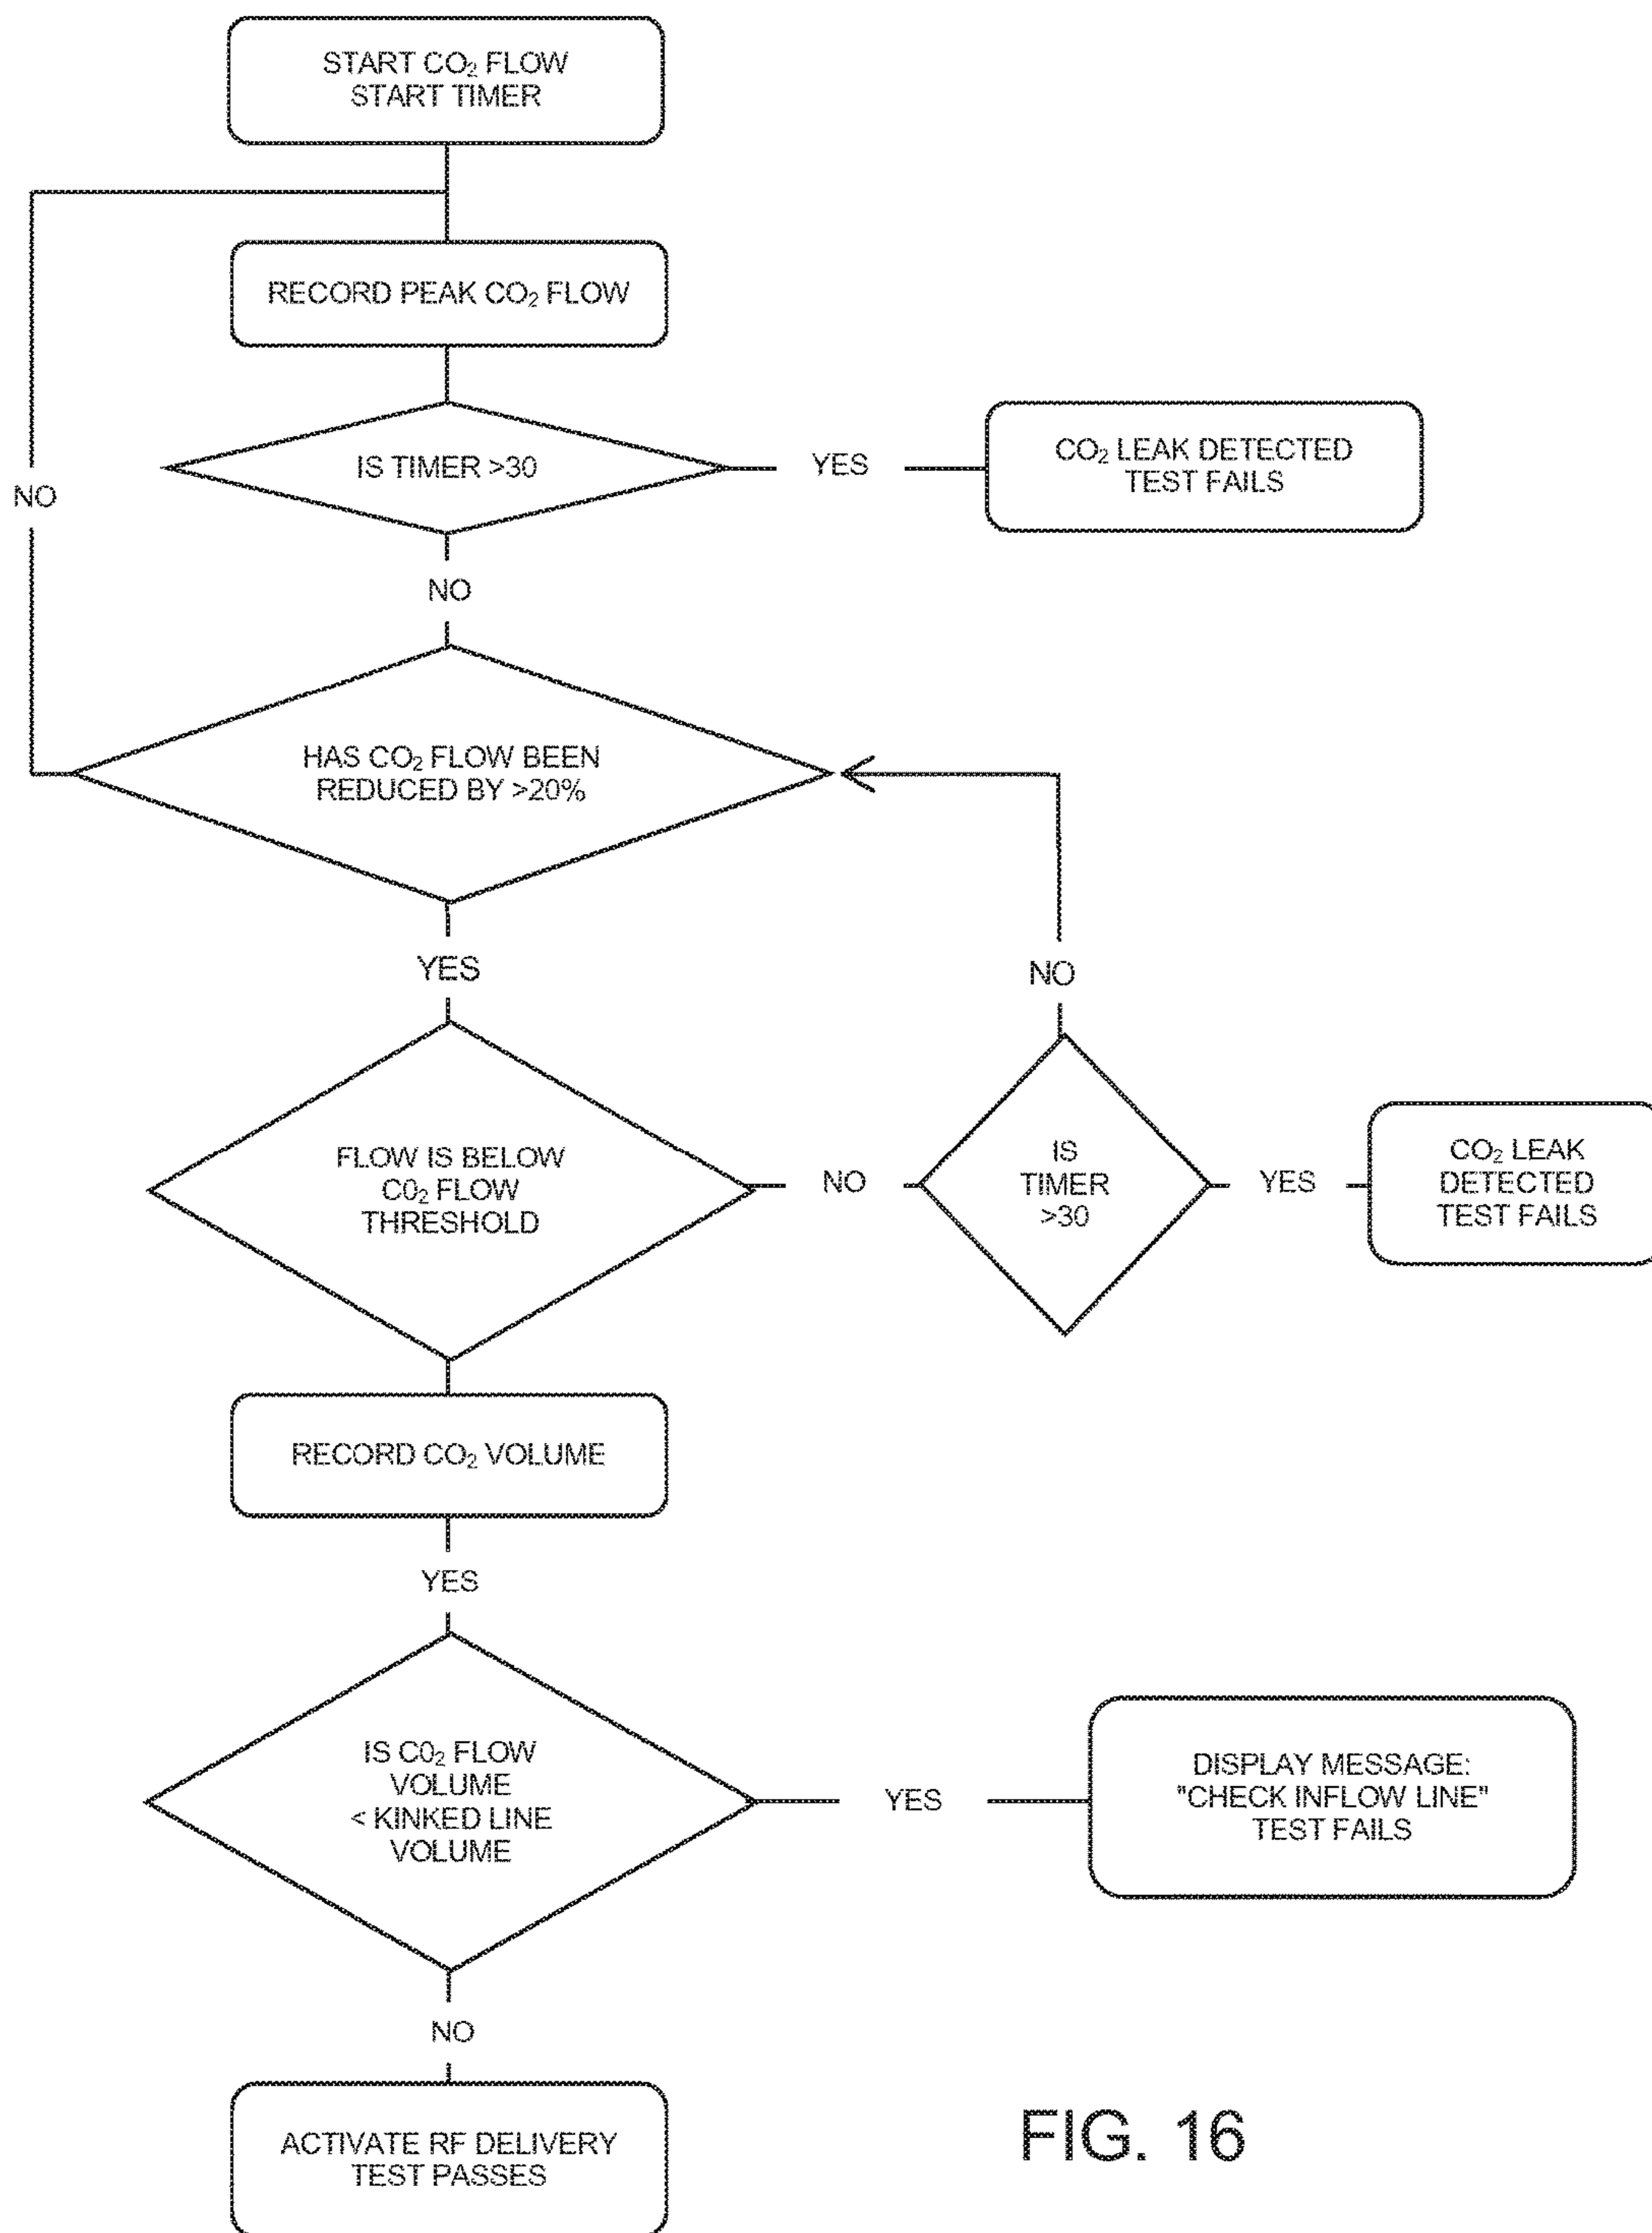 START CO₂ FLOW
START TIMER
RECORD PEAK CO₂ FLOW
IS TIMER >30
YES
CO₂ LEAK DETECTED
TEST FAILS
NO
NO
HAS CO₂ FLOW BEEN
REDUCED BY >20%
YES
NO
FLOW IS BELOW
C0₂ FLOW
THRESHOLD
NO
IS
TIMER
>30
YES
CO₂ LEAK
DETECTED
TEST FAILS
RECORD CO₂ VOLUME
YES
IS C0₂ FLOW
VOLUME
< KINKED LINE
VOLUME
YES
DISPLAY MESSAGE:
"CHECK INFLOW LINE"
TEST FAILS
NO
ACTIVATE RF DELIVERY
TEST PASSES
FIG. 16